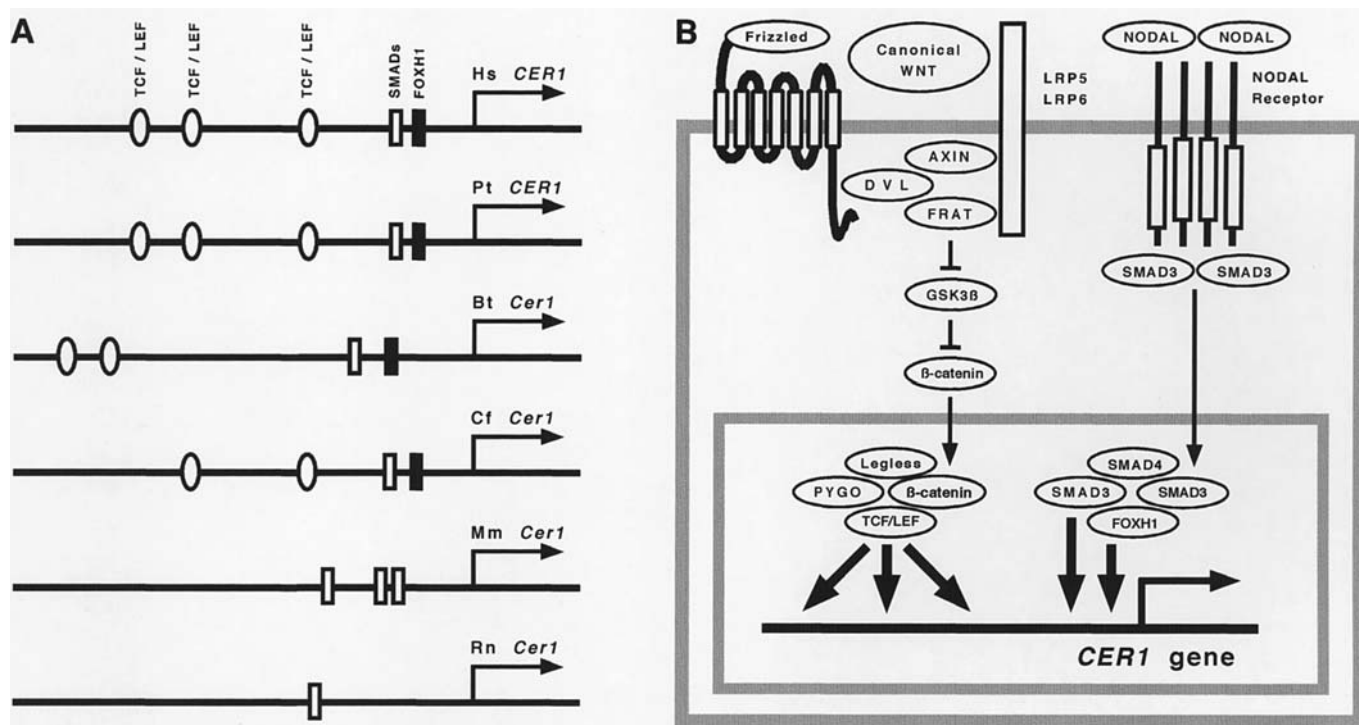 A
TCF / LEF
TCF / LEF
TCF / LEF
SMADs
FOXH1
Hs CER1
Pt CER1
Bt Cer1
Cf Cer1
Mm Cer1
Rn Cer1
B
Frizzled
Canonical
WNT
LRP5
LRP6
NODAL
NODAL
NODAL
Receptor
AXIN
DVL
FRAT
GSK3ß
ß-catenin
SMAD3
SMAD3
Legless
PYGO
ß-catenin
TCF/LEF
SMAD4
SMAD3
SMAD3
FOXH1
CER1 gene